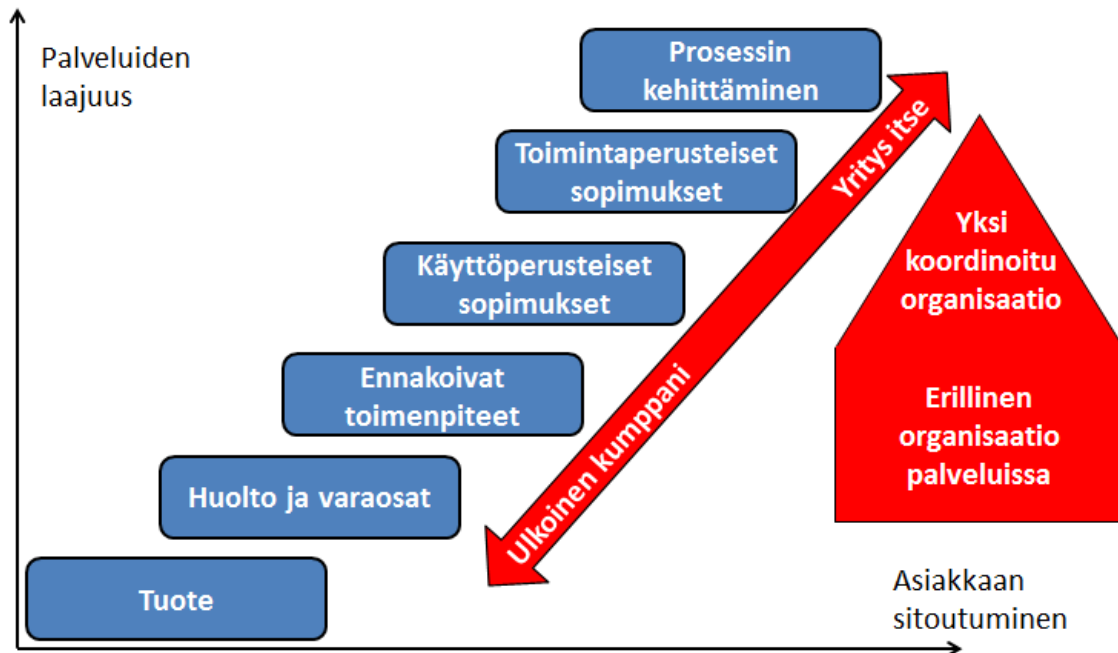 Palveluiden
laajuus
Prosessin
kehittäminen
Toimintaperusteiset
sopimukset
Käyttöperusteiset
sopimukset
Ennakoivat
toimenpiteet
Huolto ja varaosat
Tuote
Yritys itse
Ulkoinen kumppani
Yksi
koordinoitu
organisaatio
Erillinen
organisaatio
palveluissa
Asiakkaan
sitoutuminen